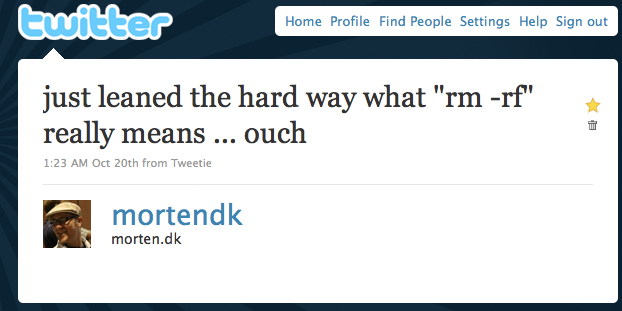 twitter
Home Profile Find People Settings Help Sign out
just leaned the hard way what "rm -rf"
really means ... ouch
1:23 AM Oct 20th from Tweetie
mortendk
morten.dk